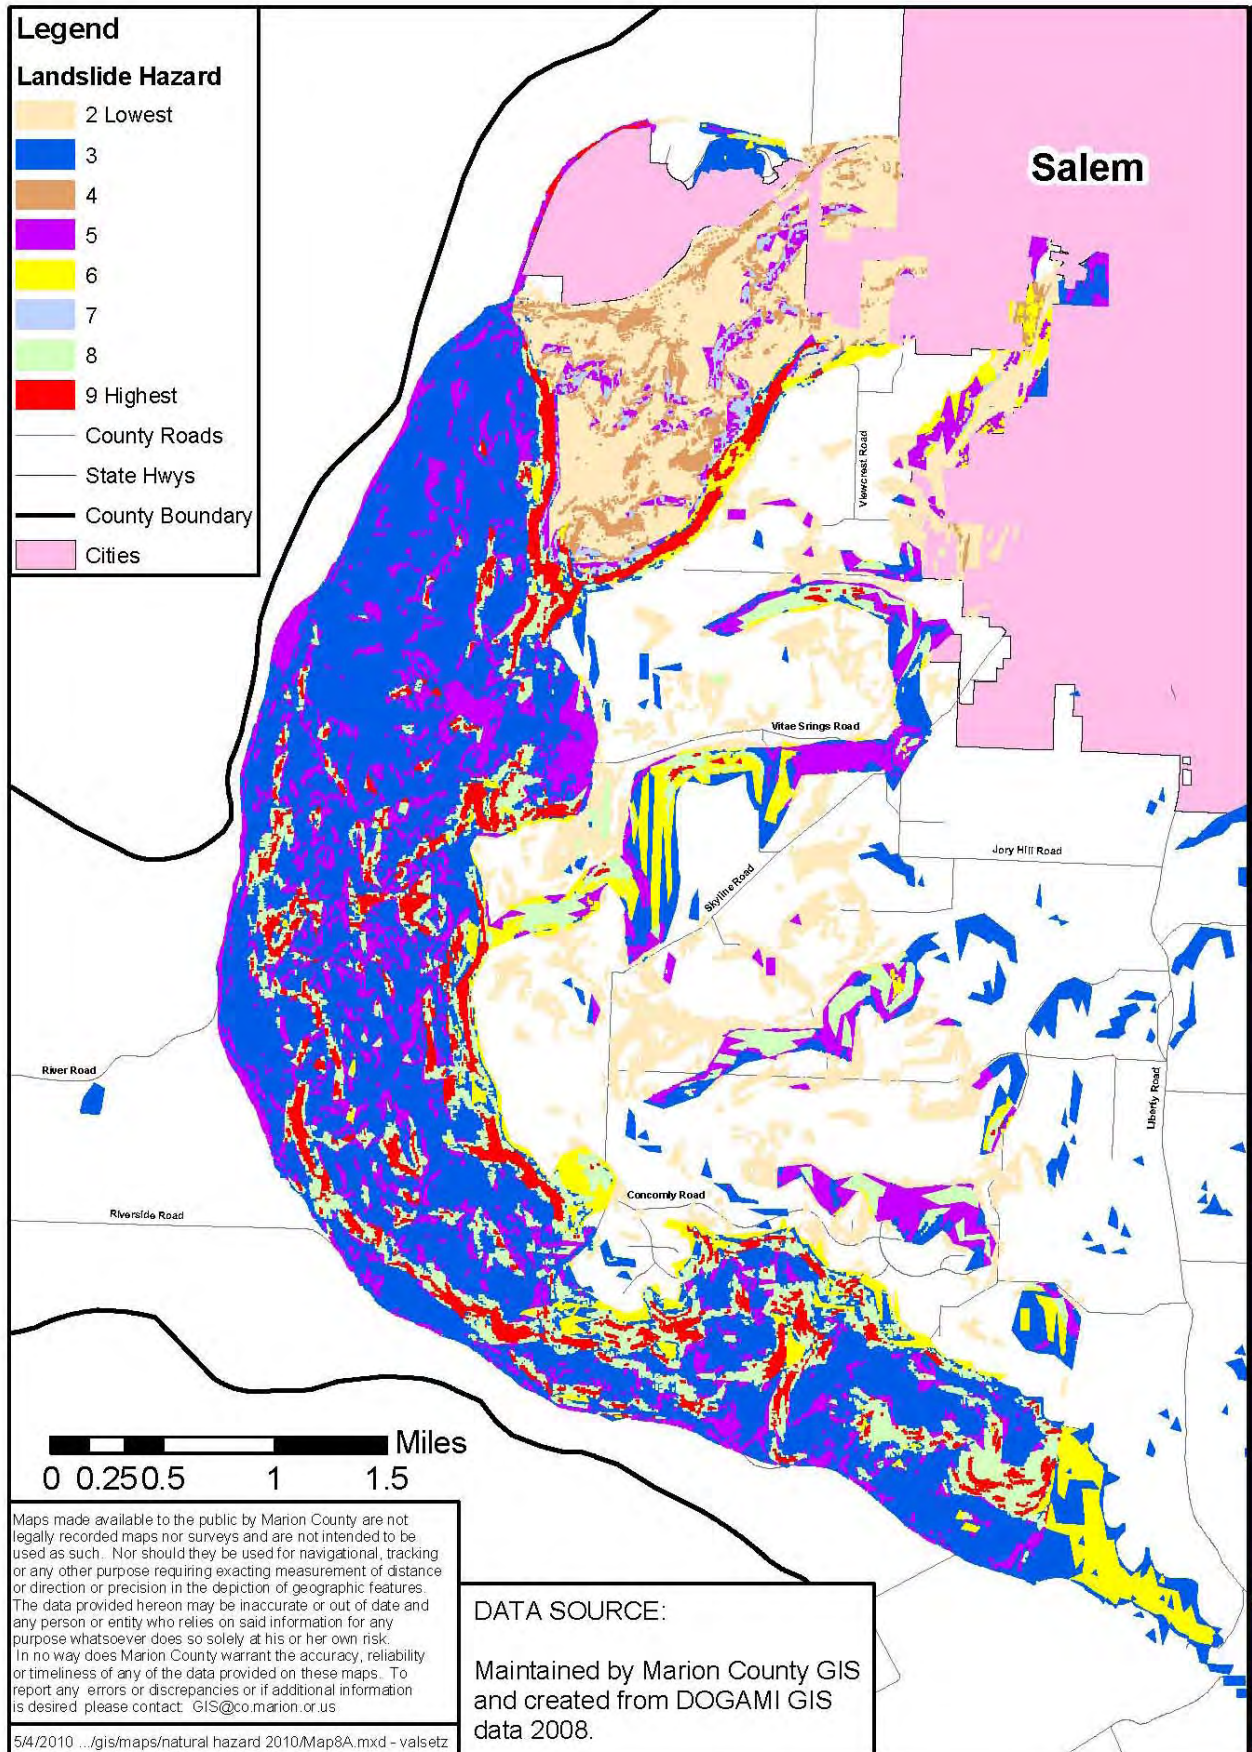 Legend
Landslide Hazard
2 Lowest
3
4
5
6
7
8
9 Highest
County Roads
State Hwys
County Boundary
Cities
Salem
Viewcrest Road
Vitae Srings Road
Jory Hill Road
Skyline Road
River Road
Liberty Road
Concomly Road
Riverside Road
Miles
0 0.25 0.5 1 1.5
Maps made available to the public by Marion County are not
legally recorded maps nor surveys and are not intended to be
used as such. Nor should they be used for navigational, tracking
or any other purpose requiring exacting measurement of distance
or direction or precision in the depiction of geographic features.
The data provided hereon may be inaccurate or out of date and
any person or entity who relies on said information for any
purpose whatsoever does so solely at his or her own risk.
In no way does Marion County warrant the accuracy, reliability
or timeliness of any of the data provided on these maps. To
report any errors or discrepancies or if additional information
is desired please contact: GIS@co.marion.or.us
5/4/2010 .../gis/maps/natural hazard 2010/Map8A.mxd - valsetz
DATA SOURCE:
Maintained by Marion County GIS
and created from DOGAMI GIS
data 2008.